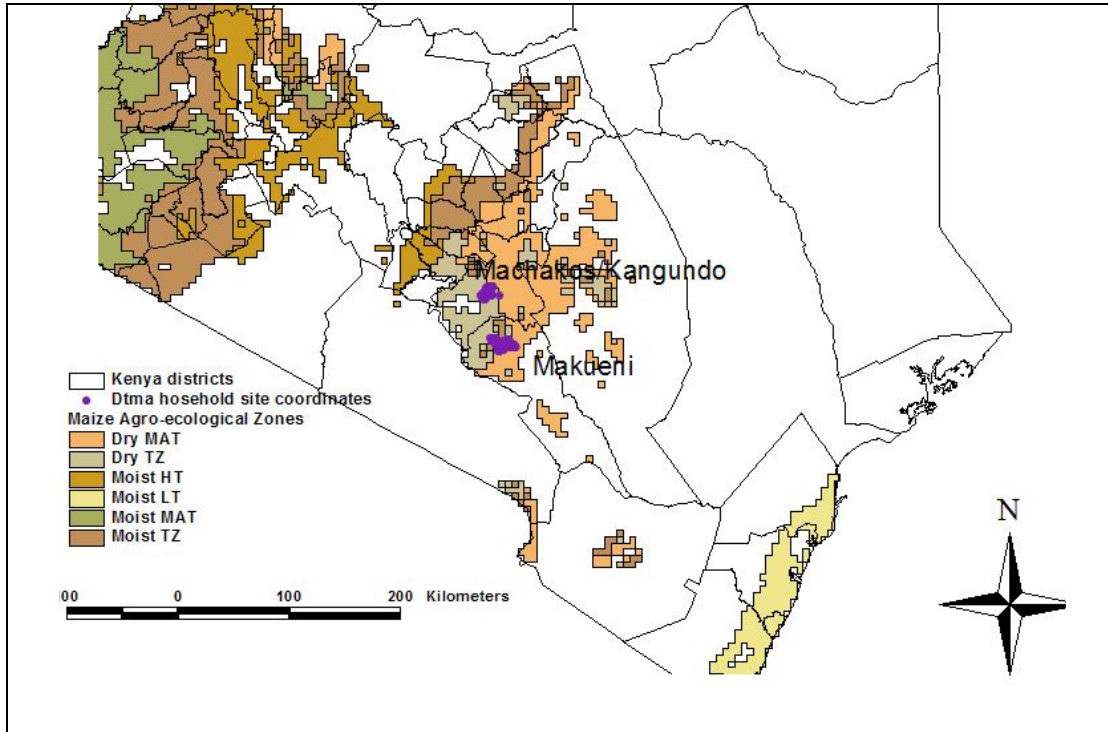 Machakos/Kangundo
Makueni
Kenya districts
Dtma hosehold site coordinates
Maize Agro-ecological Zones
Dry MAT
Dry TZ
Moist HT
Moist LT
Moist MAT
Moist TZ
N
00 0 100 200 Kilometers